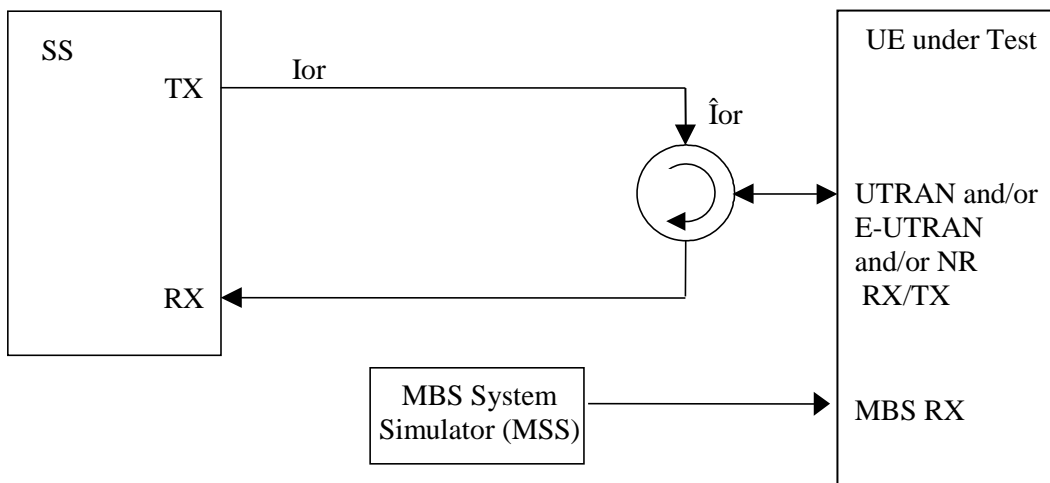 SS
TX
Ior
Îor
RX
UE under Test
UTRAN and/or
E-UTRAN
and/or NR
RX/TX
MBS System
Simulator (MSS)
MBS RX